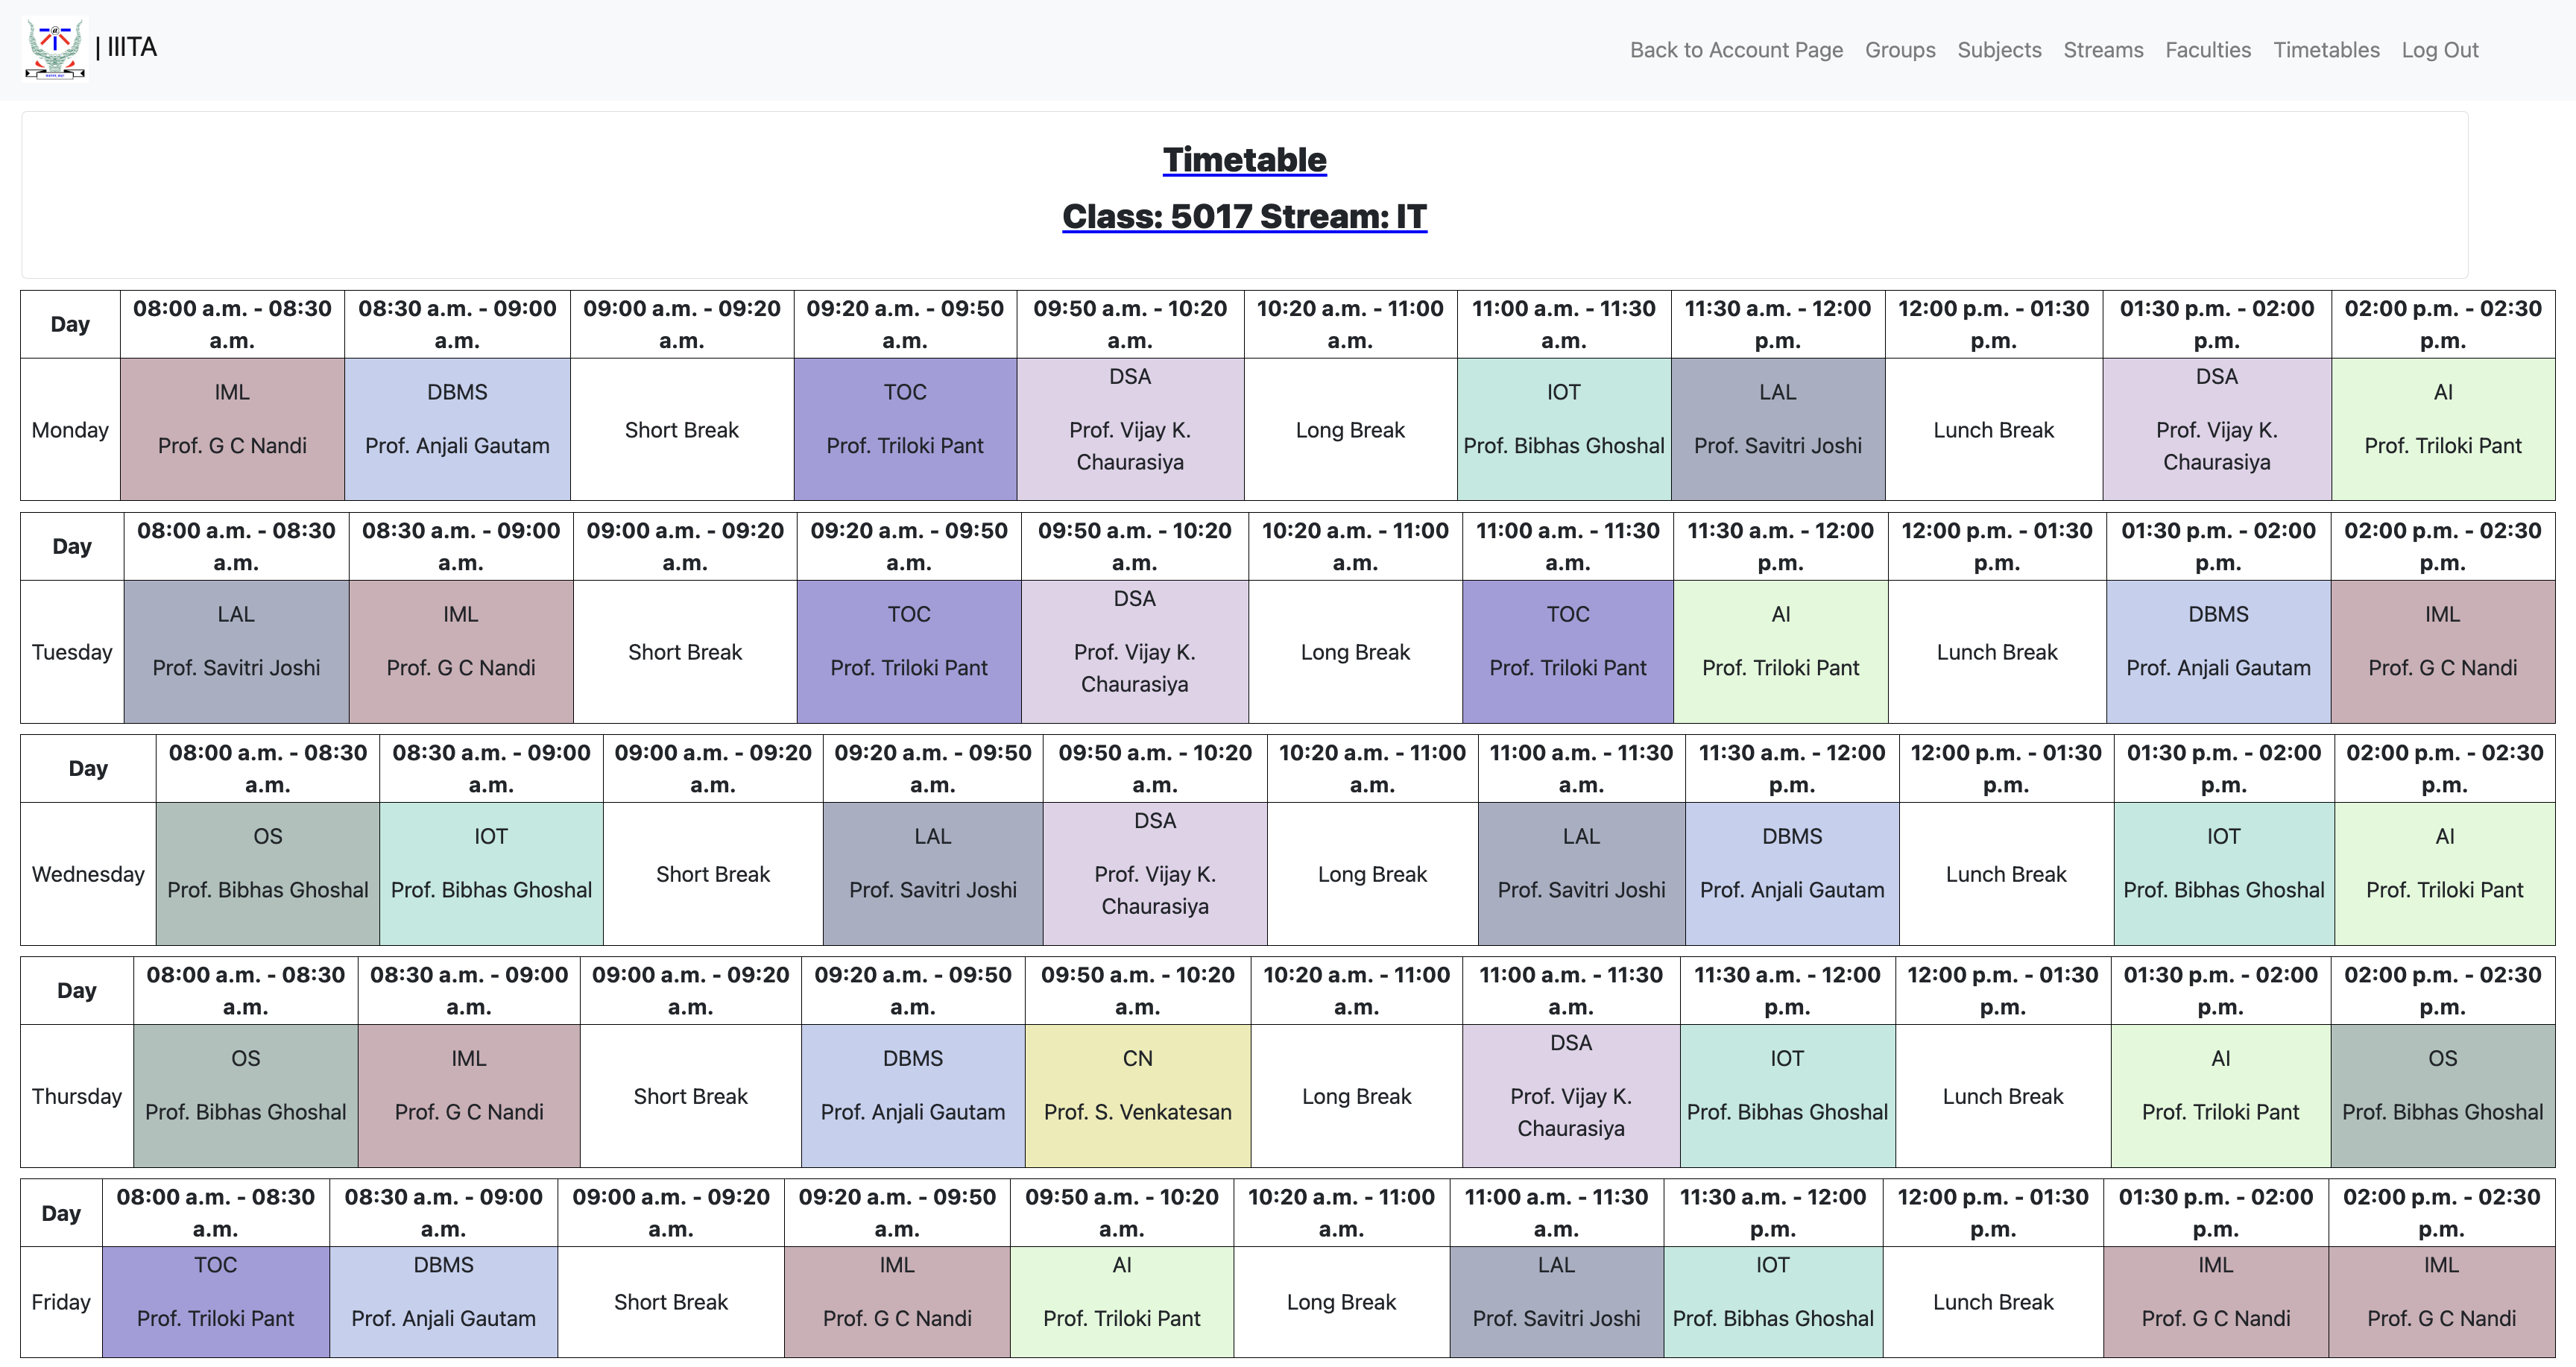 | IIITA
Back to Account Page Groups Subjects Streams Faculties Timetables Log Out
Timetable
Class: 5017 Stream: IT
Day 08:00 a.m. - 08:30 a.m. 08:30 a.m. - 09:00 a.m. 09:00 a.m. - 09:20 a.m. 09:20 a.m. - 09:50 a.m. 09:50 a.m. - 10:20 a.m. 10:20 a.m. - 11:00 a.m. 11:00 a.m. - 11:30 a.m. 11:30 a.m. - 12:00 p.m. 12:00 p.m. - 01:30 p.m. 01:30 p.m. - 02:00 p.m. 02:00 p.m. - 02:30 p.m.
Monday IML Prof. G C Nandi DBMS Prof. Anjali Gautam Short Break TOC Prof. Triloki Pant DSA Prof. Vijay K. Chaurasiya Long Break IOT Prof. Bibhas Ghoshal LAL Prof. Savitri Joshi Lunch Break DSA Prof. Vijay K. Chaurasiya AI Prof. Triloki Pant
Day 08:00 a.m. - 08:30 a.m. 08:30 a.m. - 09:00 a.m. 09:00 a.m. - 09:20 a.m. 09:20 a.m. - 09:50 a.m. 09:50 a.m. - 10:20 a.m. 10:20 a.m. - 11:00 a.m. 11:00 a.m. - 11:30 a.m. 11:30 a.m. - 12:00 p.m. 12:00 p.m. - 01:30 p.m. 01:30 p.m. - 02:00 p.m. 02:00 p.m. - 02:30 p.m.
Tuesday LAL Prof. Savitri Joshi IML Prof. G C Nandi Short Break TOC Prof. Triloki Pant DSA Prof. Vijay K. Chaurasiya Long Break TOC Prof. Triloki Pant AI Prof. Triloki Pant Lunch Break DBMS Prof. Anjali Gautam IML Prof. G C Nandi
Day 08:00 a.m. - 08:30 a.m. 08:30 a.m. - 09:00 a.m. 09:00 a.m. - 09:20 a.m. 09:20 a.m. - 09:50 a.m. 09:50 a.m. - 10:20 a.m. 10:20 a.m. - 11:00 a.m. 11:00 a.m. - 11:30 a.m. 11:30 a.m. - 12:00 p.m. 12:00 p.m. - 01:30 p.m. 01:30 p.m. - 02:00 p.m. 02:00 p.m. - 02:30 p.m.
Wednesday OS Prof. Bibhas Ghoshal IOT Prof. Bibhas Ghoshal Short Break LAL Prof. Savitri Joshi DSA Prof. Vijay K. Chaurasiya Long Break LAL Prof. Savitri Joshi DBMS Prof. Anjali Gautam Lunch Break IOT Prof. Bibhas Ghoshal AI Prof. Triloki Pant
Day 08:00 a.m. - 08:30 a.m. 08:30 a.m. - 09:00 a.m. 09:00 a.m. - 09:20 a.m. 09:20 a.m. - 09:50 a.m. 09:50 a.m. - 10:20 a.m. 10:20 a.m. - 11:00 a.m. 11:00 a.m. - 11:30 a.m. 11:30 a.m. - 12:00 p.m. 12:00 p.m. - 01:30 p.m. 01:30 p.m. - 02:00 p.m. 02:00 p.m. - 02:30 p.m.
Thursday OS Prof. Bibhas Ghoshal IML Prof. G C Nandi Short Break DBMS Prof. Anjali Gautam CN Prof. S. Venkatesan Long Break DSA Prof. Vijay K. Chaurasiya IOT Prof. Bibhas Ghoshal Lunch Break AI Prof. Triloki Pant OS Prof. Bibhas Ghoshal
Day 08:00 a.m. - 08:30 a.m. 08:30 a.m. - 09:00 a.m. 09:00 a.m. - 09:20 a.m. 09:20 a.m. - 09:50 a.m. 09:50 a.m. - 10:20 a.m. 10:20 a.m. - 11:00 a.m. 11:00 a.m. - 11:30 a.m. 11:30 a.m. - 12:00 p.m. 12:00 p.m. - 01:30 p.m. 01:30 p.m. - 02:00 p.m. 02:00 p.m. - 02:30 p.m.
Friday TOC Prof. Triloki Pant DBMS Prof. Anjali Gautam Short Break IML Prof. G C Nandi AI Prof. Triloki Pant Long Break LAL Prof. Savitri Joshi IOT Prof. Bibhas Ghoshal Lunch Break IML Prof. G C Nandi IML Prof. G C Nandi